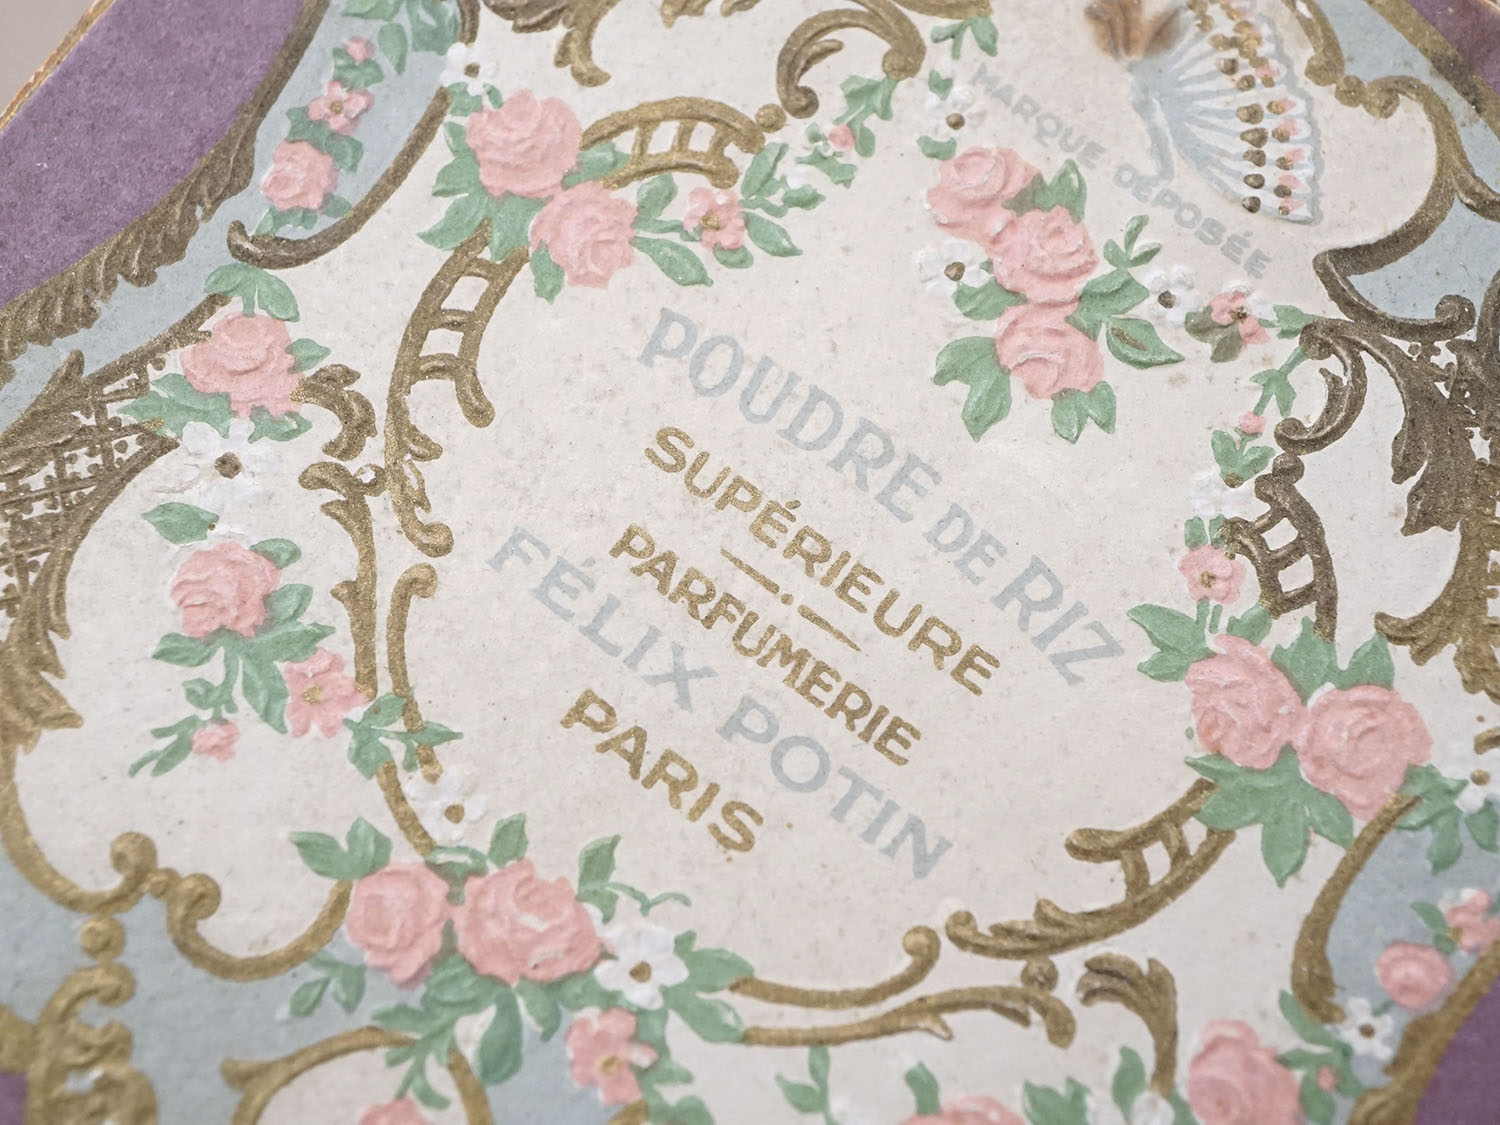 MARQUE DÉPOSÉE
POUDRE DE RIZ
SUPÉRIEURE
PARFUMERIE
FÉLIX POTIN
PARIS